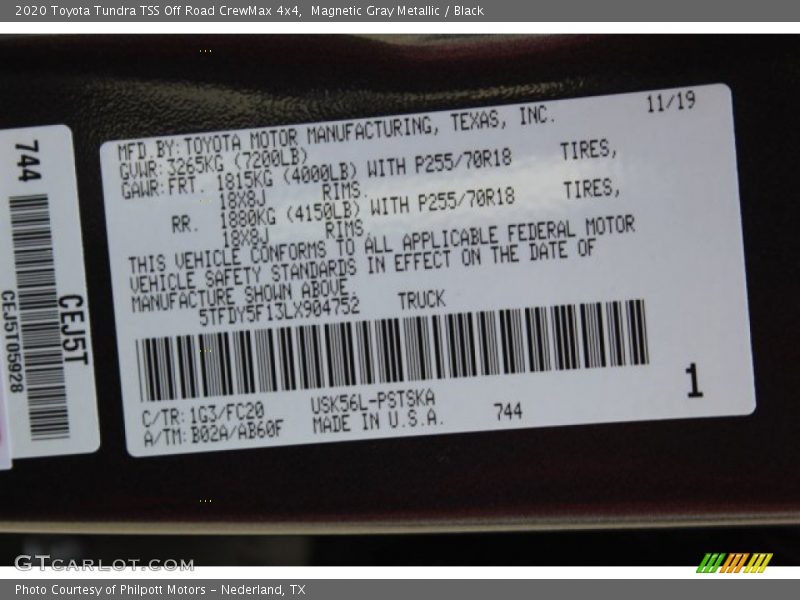 2020 Toyota Tundra TSS Off Road CrewMax 4x4,  Magnetic Gray Metallic / Black
11/19
MFD BY: TOYOTA MOTOR MANUFACTURING, TEXAS, INC.
GVWR: 3265KG (7200LB)
GAWR: FRT. 1815KG (4000LB) WITH P255/70R18 TIRES,
18X8J RIMS
RR. 1880KG (4150LB) WITH P255/70R18 TIRES,
18X8J RIMS
THIS VEHICLE CONFORMS TO ALL APPLICABLE FEDERAL MOTOR
VEHICLE SAFETY STANDARDS IN EFFECT ON THE DATE OF
MANUFACTURE SHOWN ABOVE.
5TFDY5F13LX904752 TRUCK
C/TR: 1G3/FC20 USK56L-PSTSKA
A/TM: B02A/AB60F MADE IN U.S.A. 744
1
744
CEJ5T
CEJ5T05928
GTCARLOT.COM
Photo Courtesy of Philpott Motors - Nederland, TX